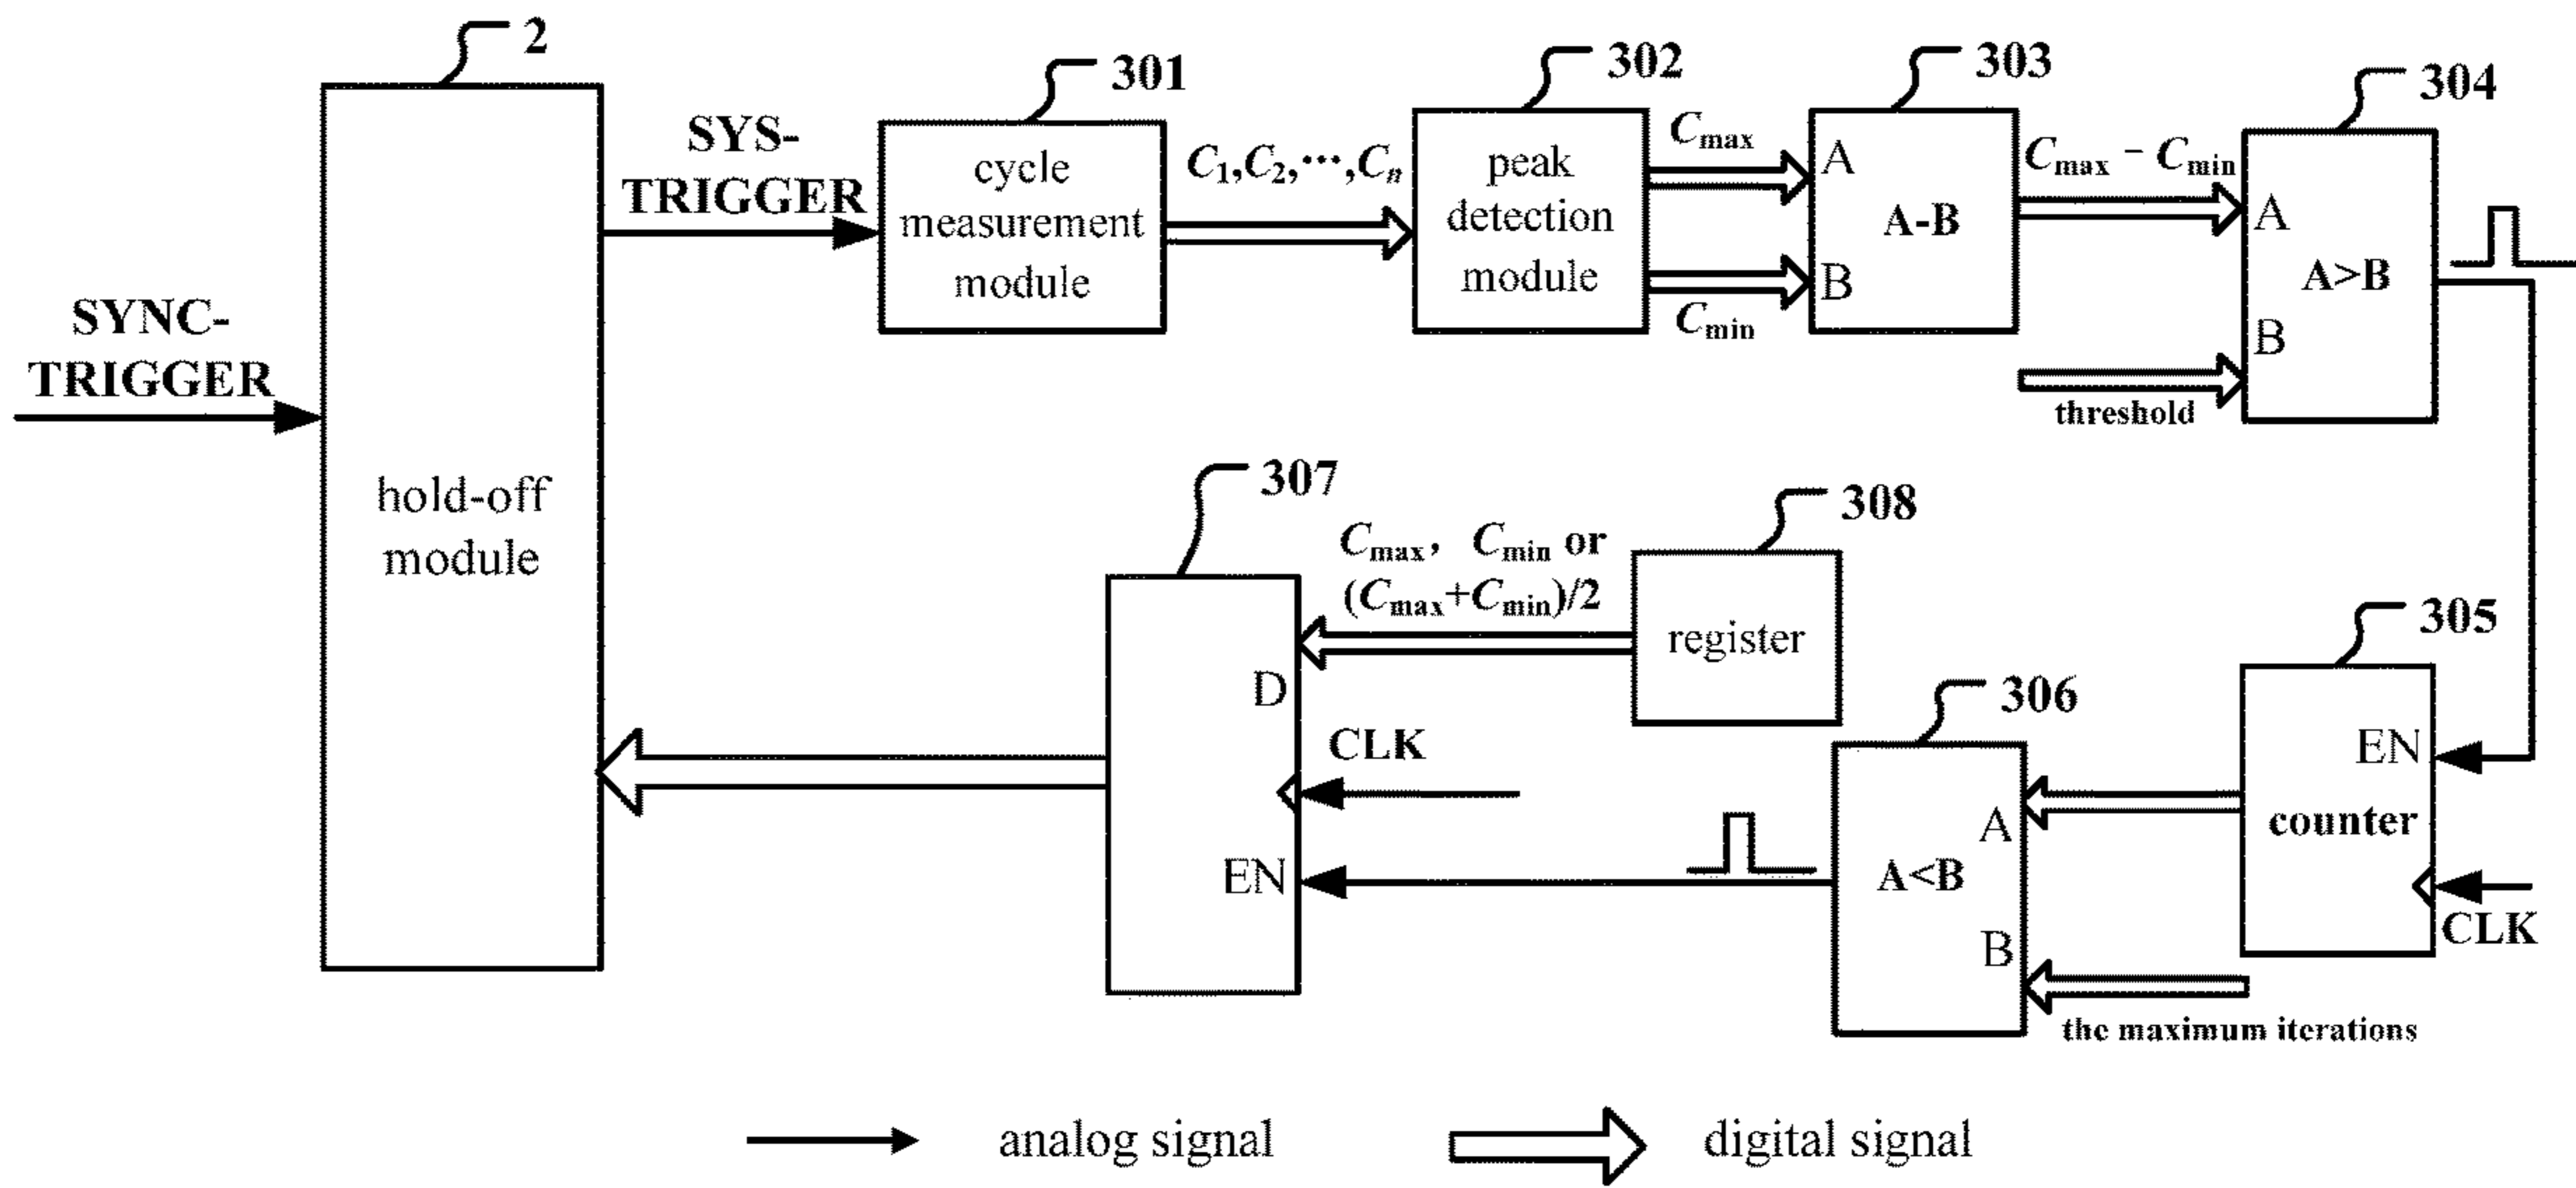 2
301
302
303
304
SYS-
TRIGGER
cycle
measurement
module
C1,C2,···,Cn
peak
detection
module
Cmax
Cmin
A
B
A-B
Cmax − Cmin
A
B
A>B
threshold
SYNC-
TRIGGER
hold-off
module
307
D
CLK
EN
Cmax, Cmin or
(Cmax+Cmin)/2
308
register
306
A
A<B
B
305
EN
counter
CLK
the maximum iterations
analog signal
digital signal